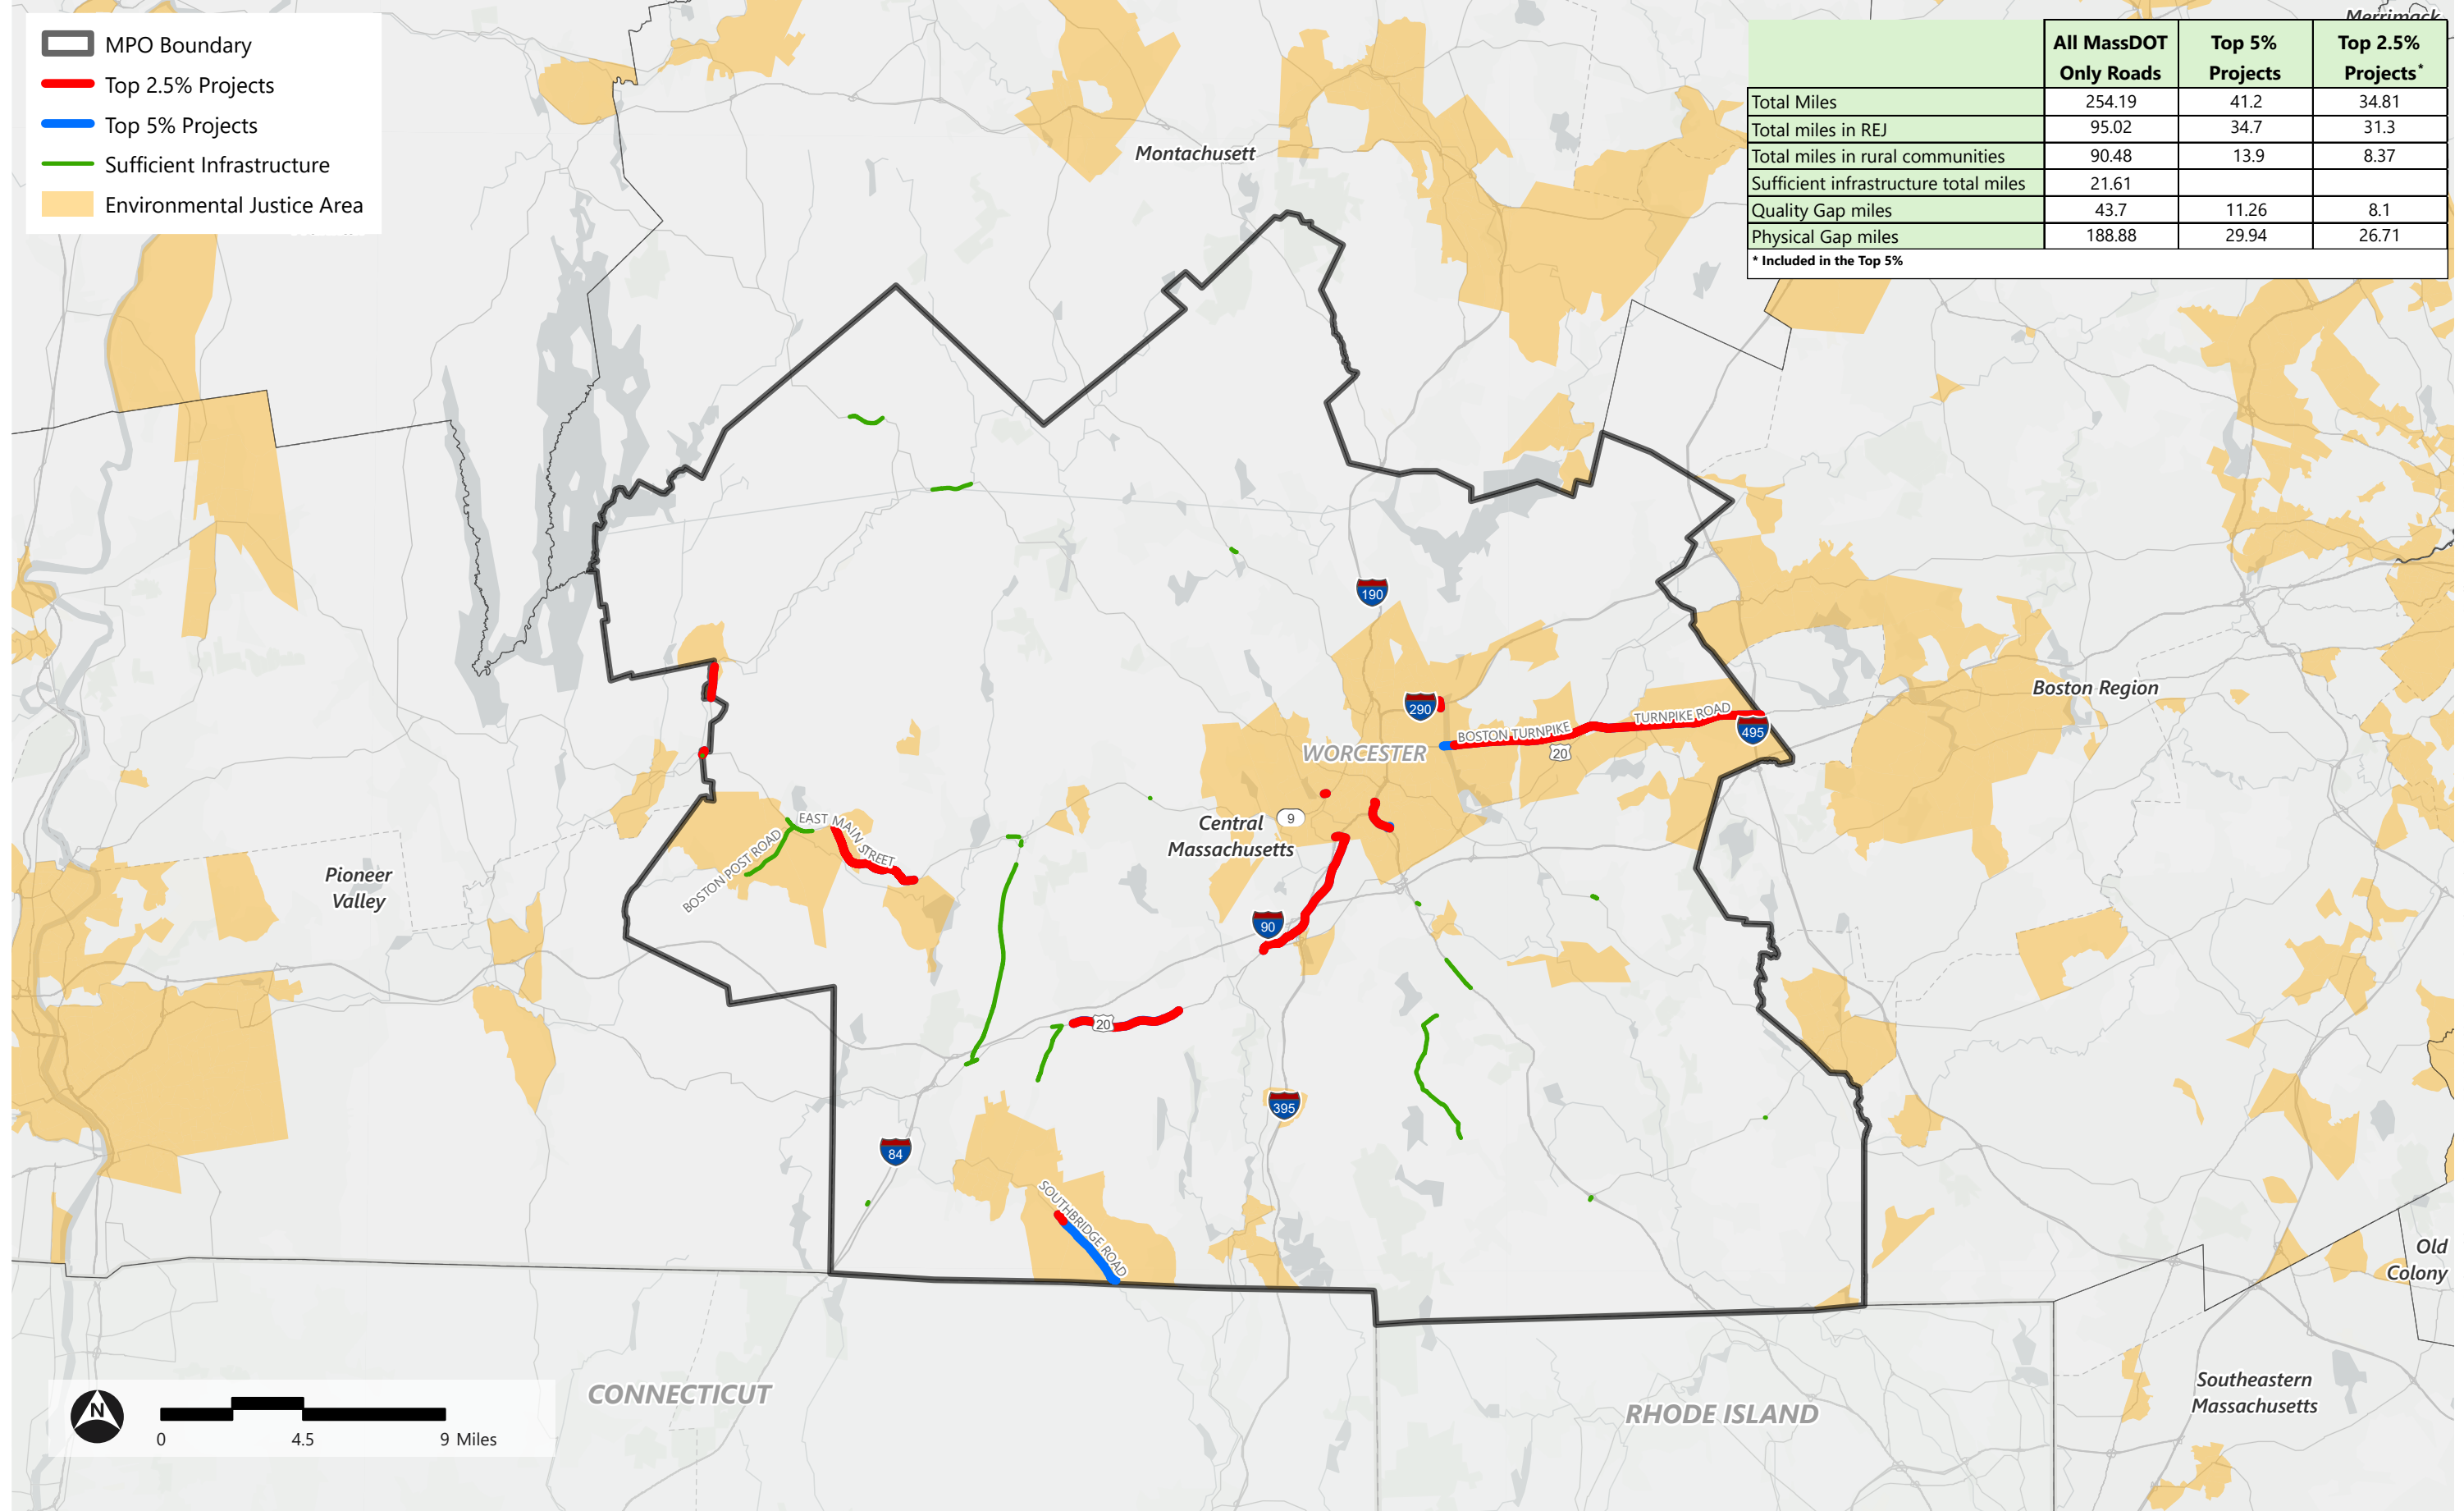 MPO Boundary
Top 2.5% Projects
Top 5% Projects
Sufficient Infrastructure
Environmental Justice Area
Merrimack
All MassDOT Only Roads Top 5% Projects Top 2.5% Projects*
Total Miles 254.19 41.2 34.81
Total miles in REJ 95.02 34.7 31.3
Total miles in rural communities 90.48 13.9 8.37
Sufficient infrastructure total miles 21.61
Quality Gap miles 43.7 11.26 8.1
Physical Gap miles 188.88 29.94 26.71
* Included in the Top 5%
Montachusett
190
Boston Region
290
BOSTON TURNPIKE
TURNPIKE ROAD
495
20
WORCESTER
9
Central
Massachusetts
EAST MAIN STREET
BOSTON POST ROAD
Pioneer
Valley
90
20
395
84
SOUTHBRIDGE ROAD
Old
Colony
CONNECTICUT
RHODE ISLAND
Southeastern
Massachusetts
N
0 4.5 9 Miles